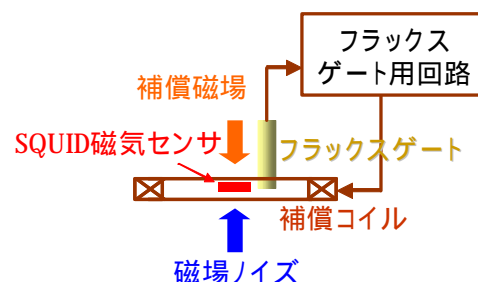 フラックス
ゲート用回路
補償磁場
SQUID磁気センサ
フラックスゲート
補償コイル
磁場ノイズ